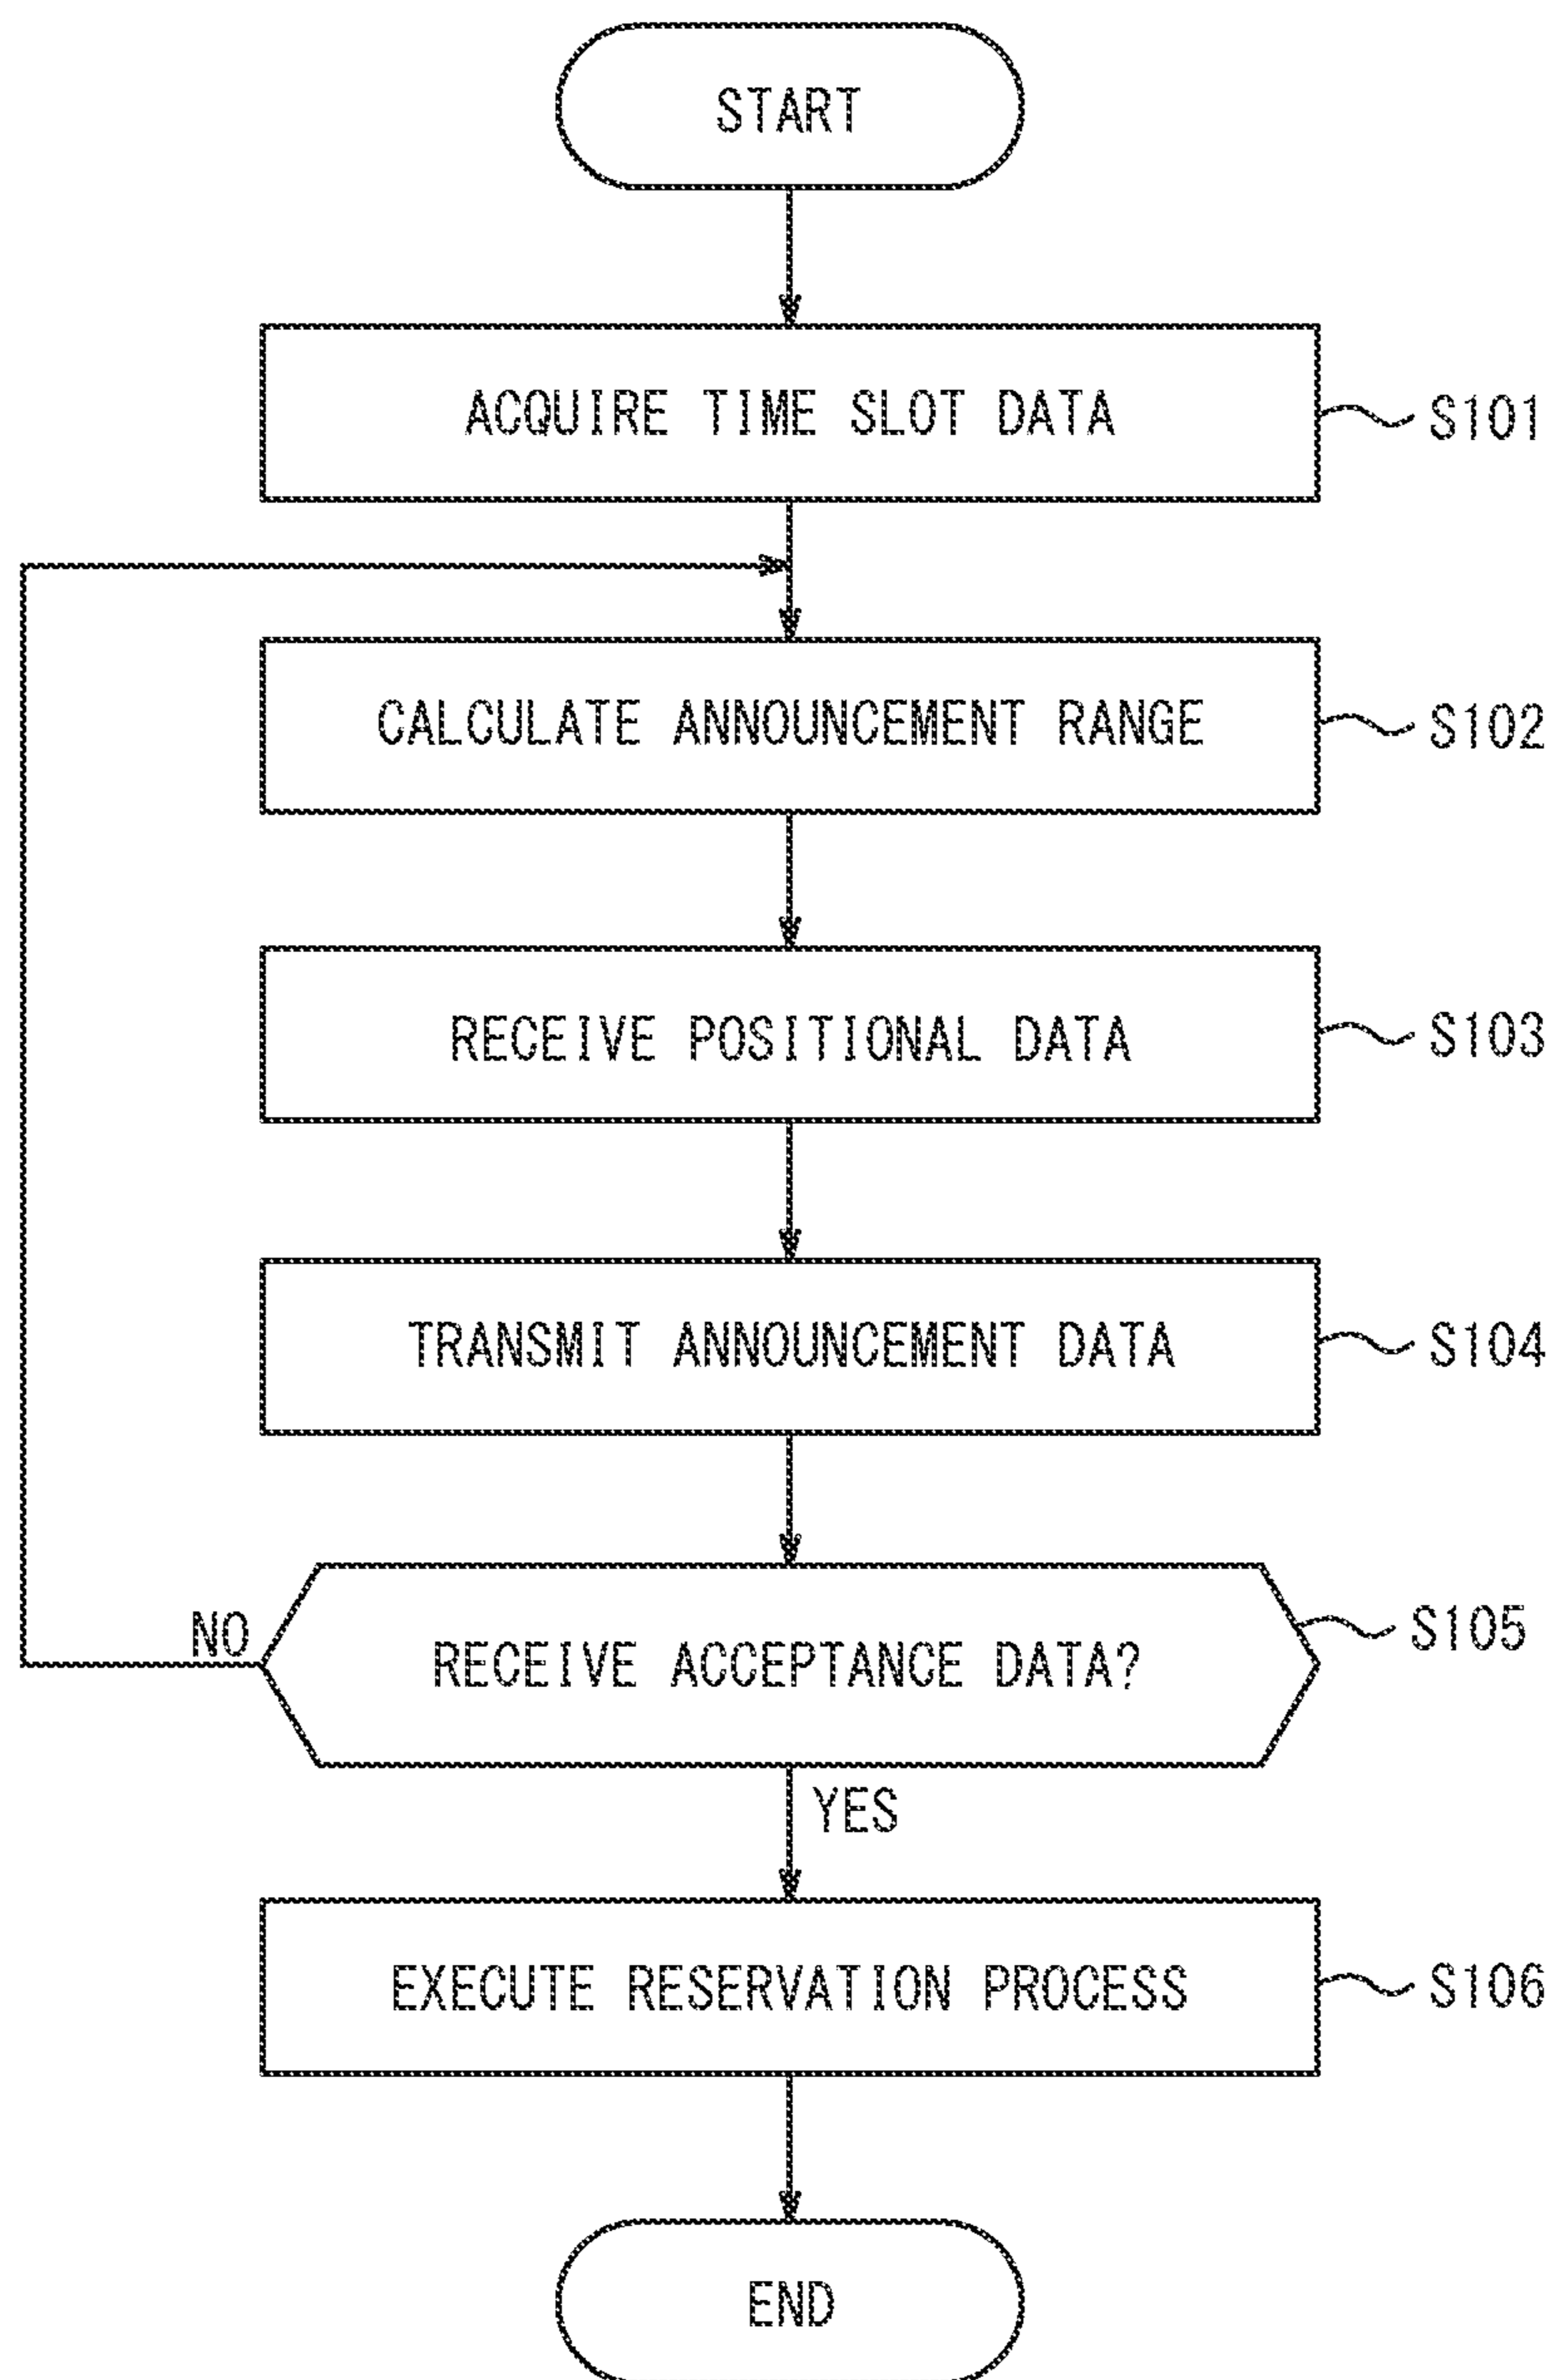 START
ACQUIRE TIME SLOT DATA
S101
CALCULATE ANNOUNCEMENT RANGE
S102
RECEIVE POSITIONAL DATA
S103
TRANSMIT ANNOUNCEMENT DATA
S104
NO
RECEIVE ACCEPTANCE DATA?
S105
YES
EXECUTE RESERVATION PROCESS
S106
END